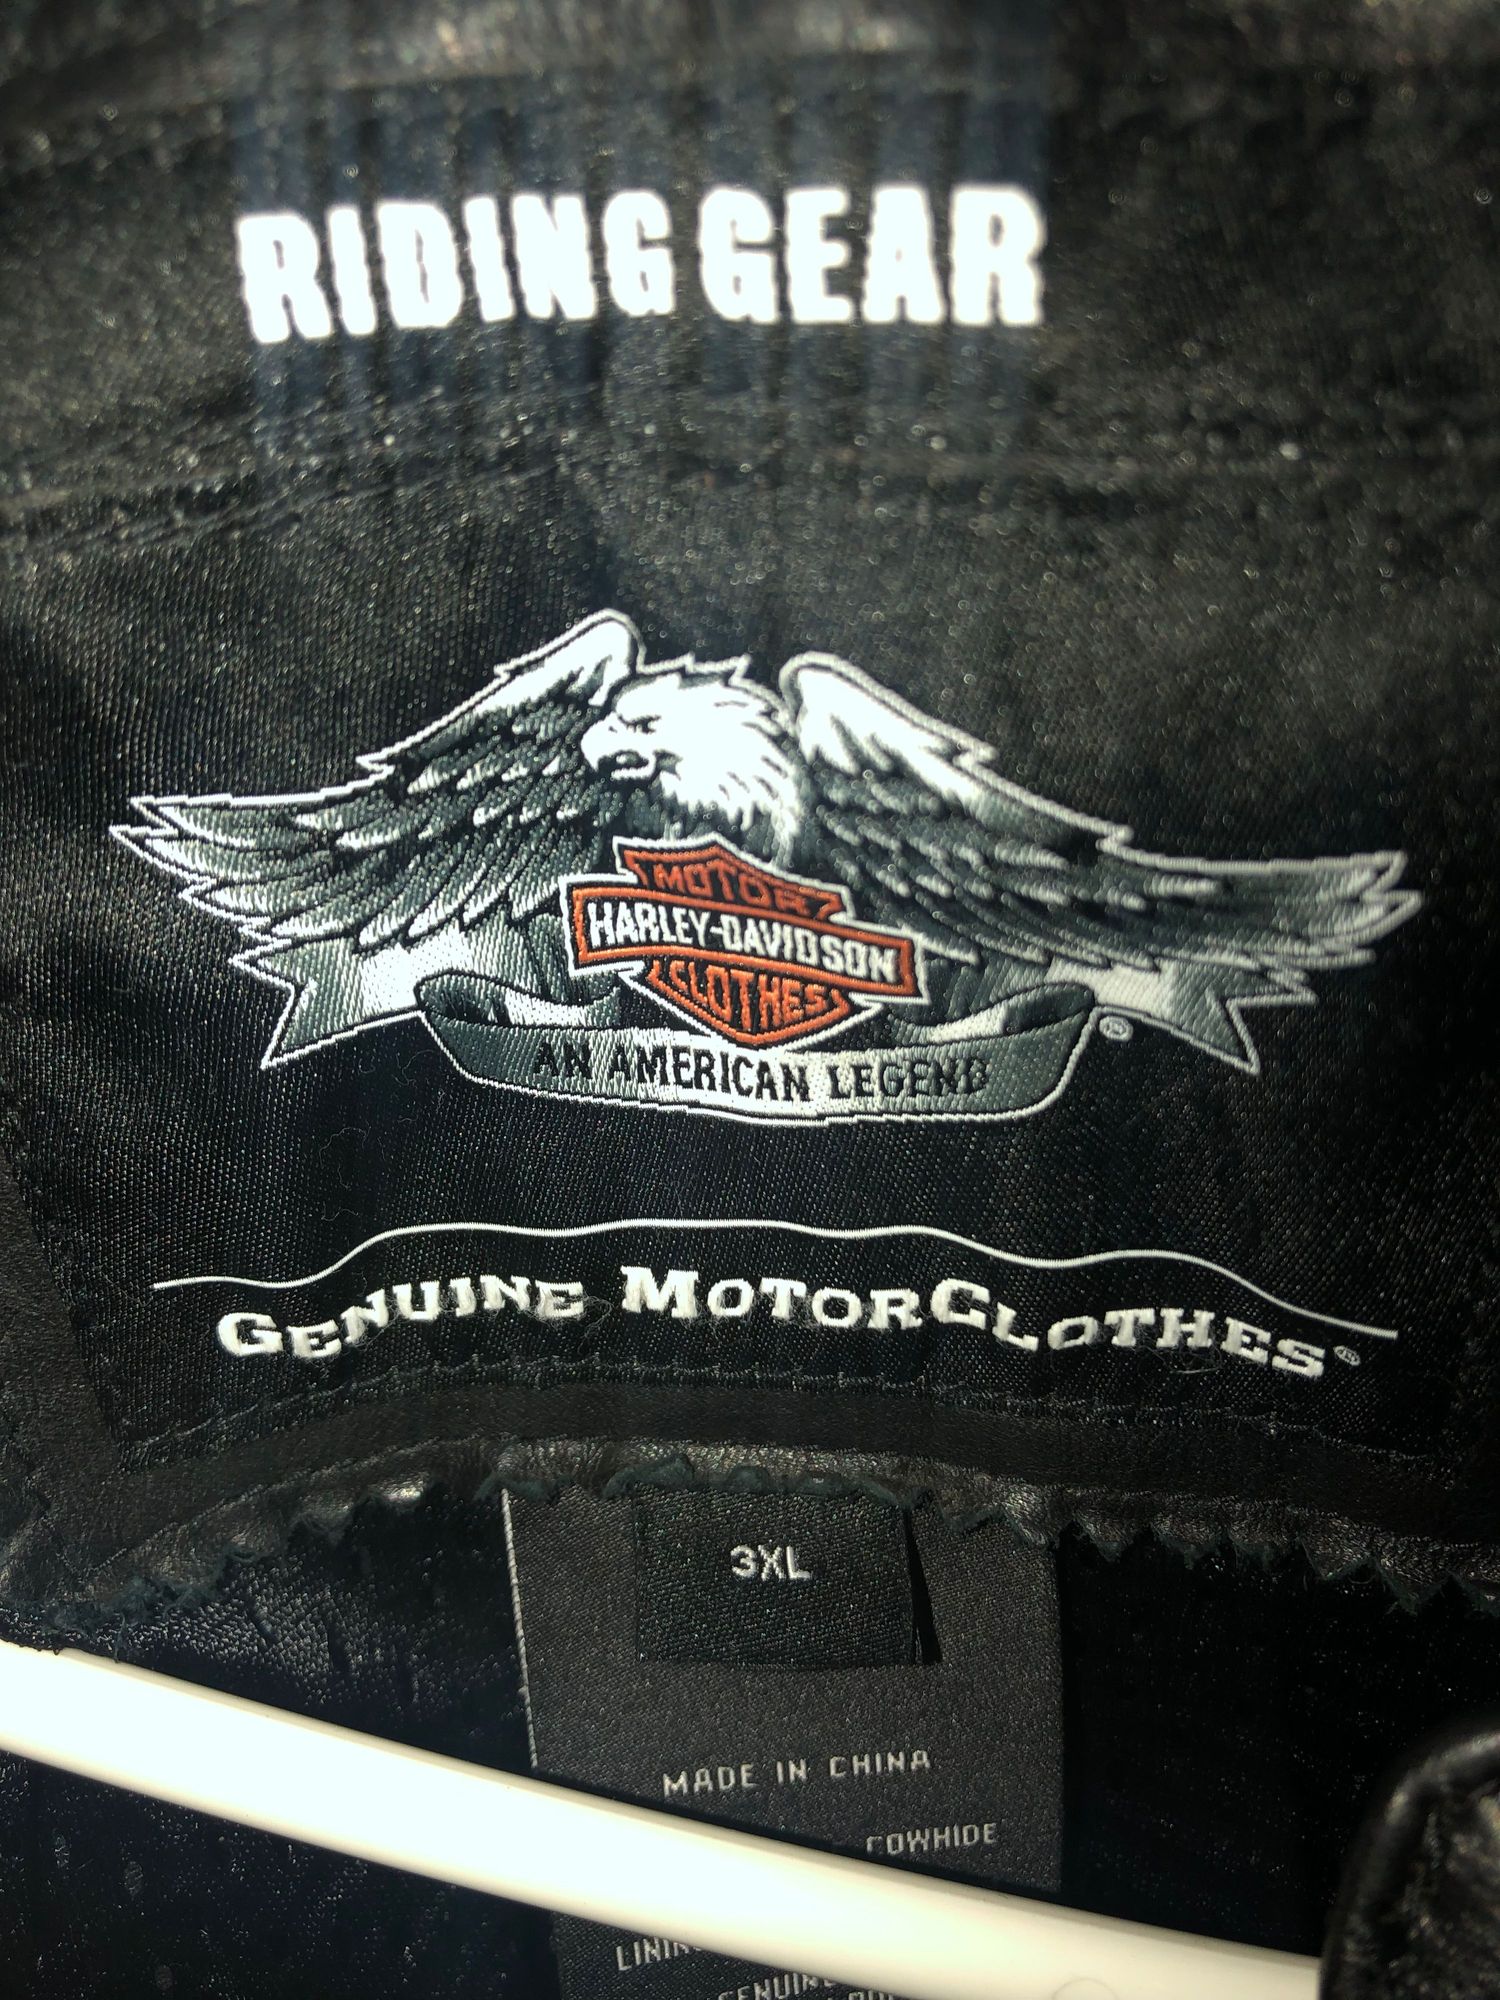 RIDING GEAR
MOTOR
HARLEY-DAVIDSON
CLOTHES
®
AN AMERICAN LEGEND
GENUINE MOTORCLOTHES®
3XL
MADE IN CHINA
COWHIDE